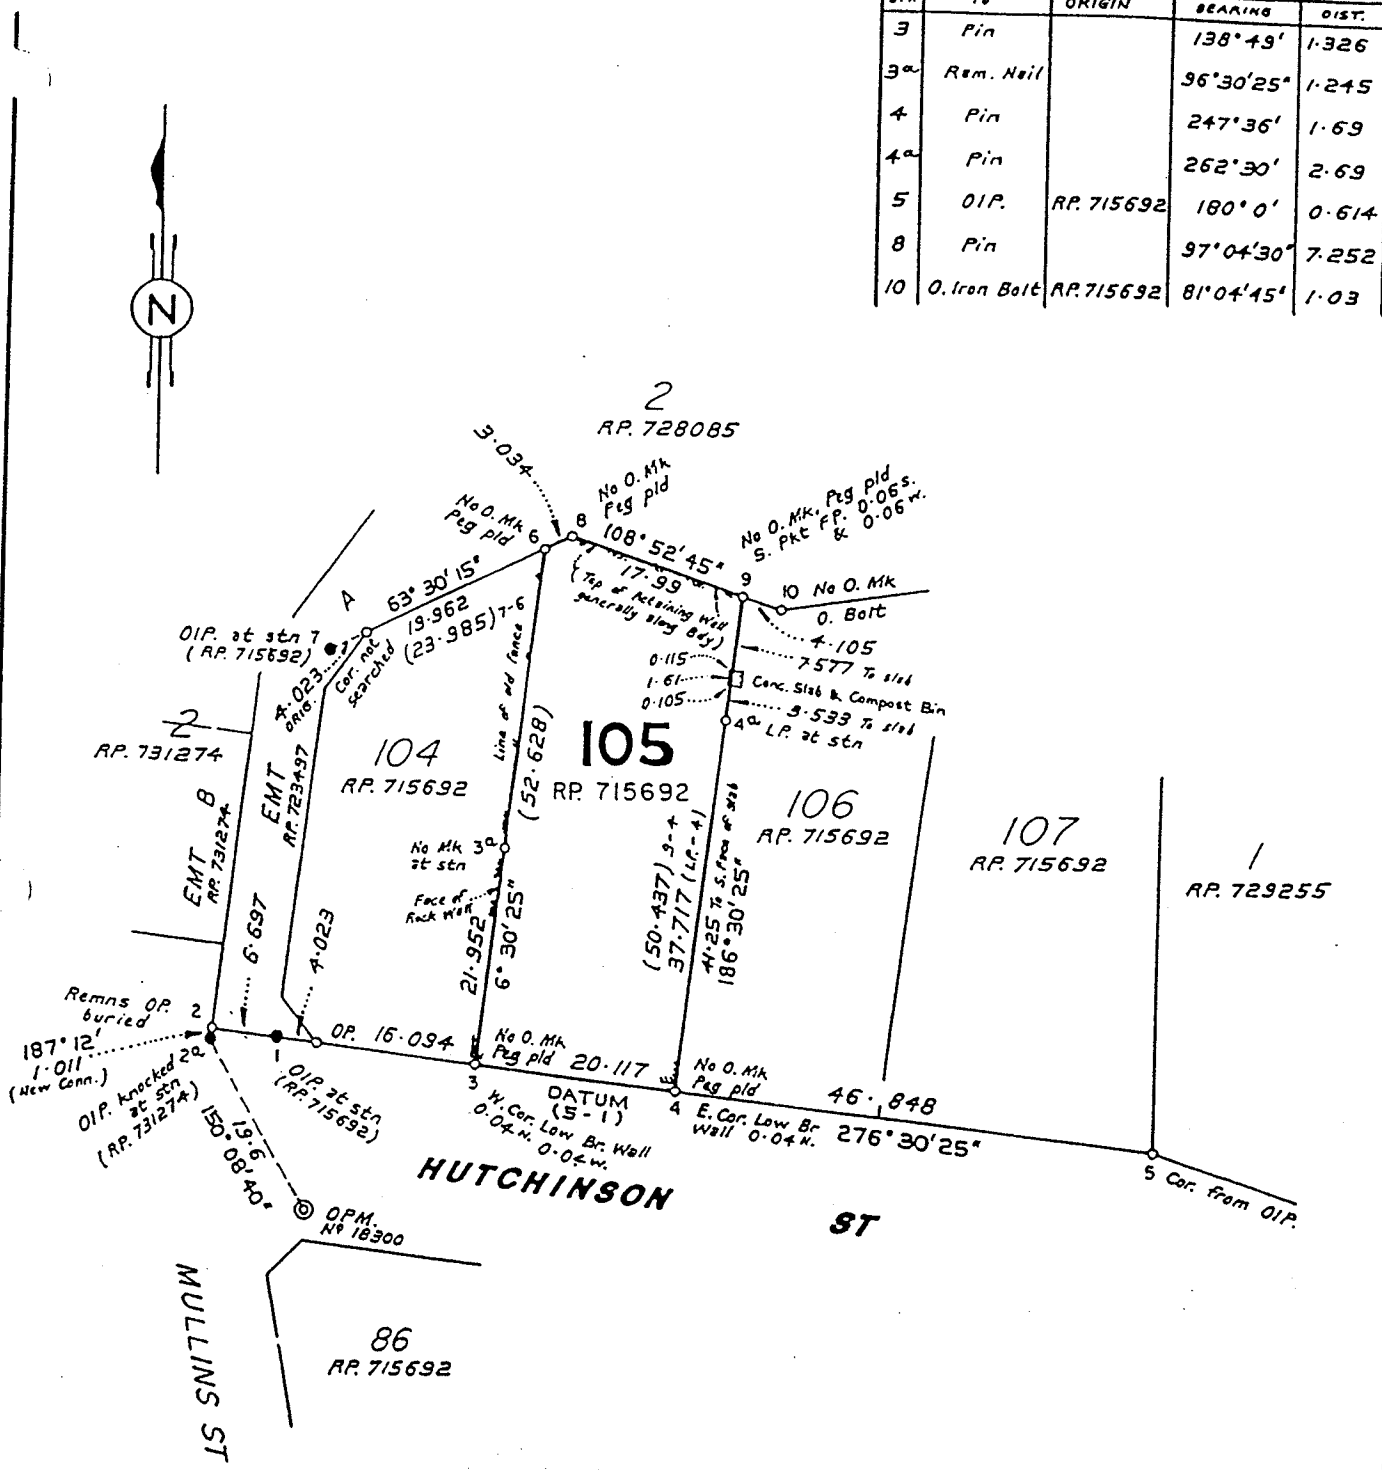 TO ORIGIN BEARING DIST.
3 Pin 138°49' 1·326
3a Rem. Nail 96°30'25" 1·245
4 Pin 247°36' 1·69
4a Pin 262°30' 2·69
5 OIP. RP. 715692 180°0' 0·614
8 Pin 97°04'30" 7·252
10 O. Iron Bolt RP. 715692 81°04'45" 1·03
N
2
RP. 728085
3·034
No O. Mk
Peg pld
8
No O. Mk
Peg pld
6
108°52'45"
17·99
(Top of Retaining Wall
generally along Bdy)
No O. Mk. Peg pld
S. Pkt FP. 0·06 S.
& 0·06 W.
9
10 No O. Mk
O. Bolt
4·105
7·577 To slab
0·115
1·61
0·105
Conc. Slab & Compost Bin
3·533 To slab
4a L.P. at stn
A
63°30'15"
19·962
(23·985) 7-6
OIP. at stn 7
(RP. 715692)
7
4·023
ORIG.
Cor. not
searched
2
RP. 731274
EMT B
RP. 731274
EMT
RP. 723497
104
RP. 715692
Line of old fence
(52·628)
105
RP. 715692
106
RP. 715692
107
RP. 715692
1
RP. 729255
No Mk
at stn
3a
Face of
Rock Wall
21·952
6°30'25"
(50·437) 9-4
37·717 (L.P.-4)
41·25 To S. Face of slab
186°30'25"
6·697
4·023
Remns OP.
buried
2
187°12'
1·011
(New Conn.)
2a
OIP. knocked
at stn
(RP. 731274)
19·6
150°08'40"
1
OIP. at stn
(RP. 715692)
OP. 16·094
No O. Mk
Peg pld
3
20·117
DATUM
(5-1)
W. Cor. Low Br. Wall
0·04 N. 0·04 W.
No O. Mk
Peg pld
4
E. Cor. Low Br
Wall 0·04 N.
46·848
276°30'25"
5 Cor. from OIP.
HUTCHINSON ST
OPM.
Nº 18300
MULLINS ST
86
RP. 715692